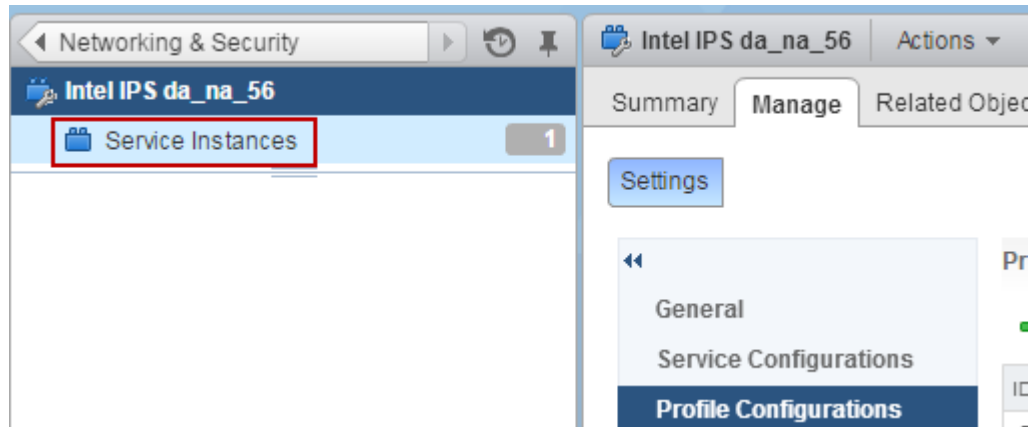 Networking & Security
Intel IPS da_na_56
Service Instances 1
Intel IPS da_na_56 Actions
Summary Manage Related
Settings
General
Service Configurations
Profile Configurations